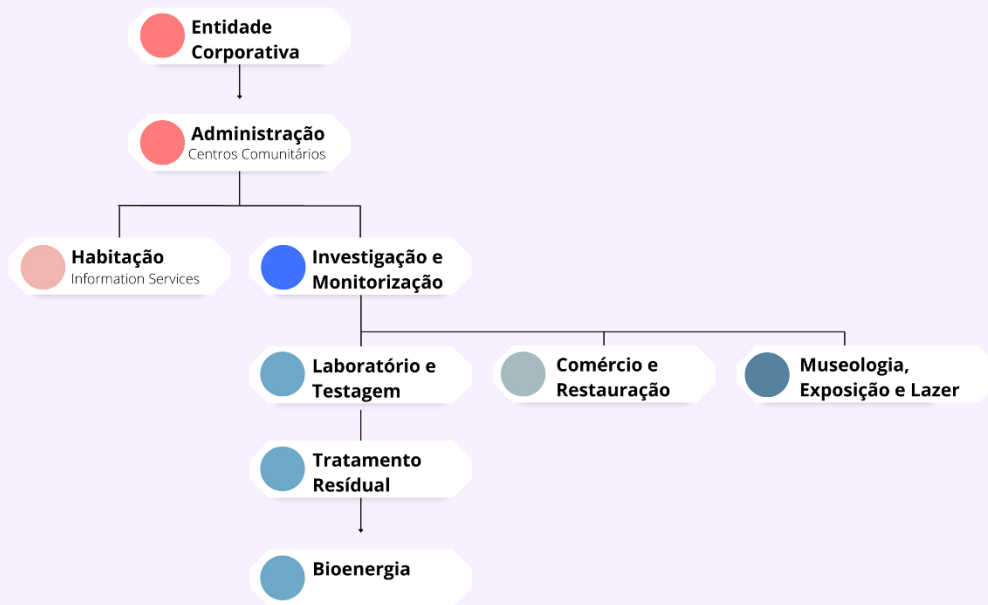 Entidade
Corporativa
Administração
Centros Comunitários
Habitação
Information Services
Investigação e
Monitorização
Laboratório e
Testagem
Comércio e
Restauração
Museologia,
Exposição e Lazer
Tratamento
Resídual
Bioenergia